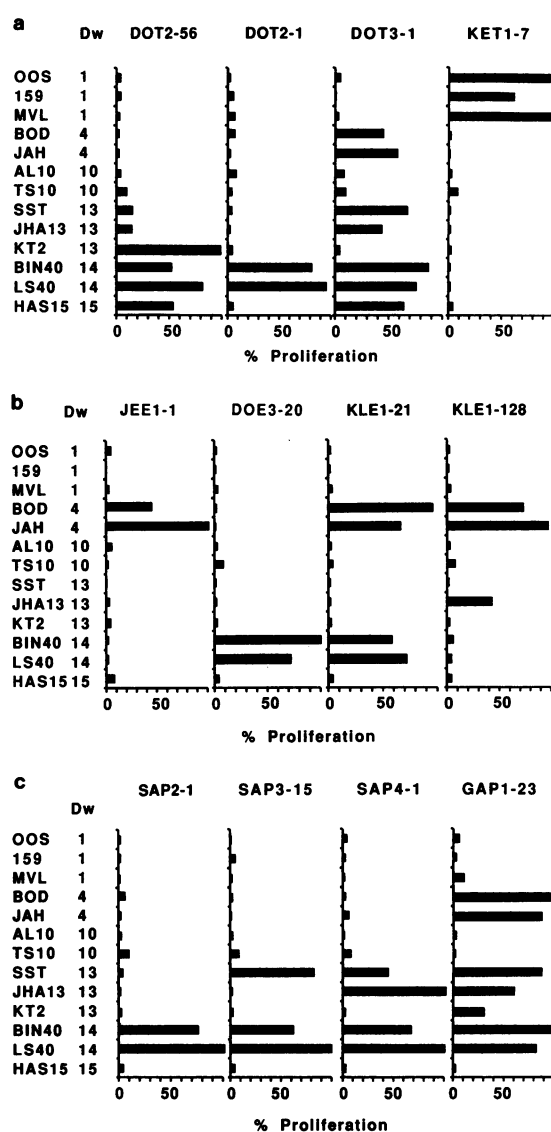 a
Dw DOT2-56 DOT2-1 DOT3-1 KET1-7
OOS 1
159 1
MVL 1
BOD 4
JAH 4
AL10 10
TS10 10
SST 13
JHA13 13
KT2 13
BIN40 14
LS40 14
HAS15 15
0 50 0 50 0 50 0 50
% Proliferation
b
Dw JEE1-1 DOE3-20 KLE1-21 KLE1-128
OOS 1
159 1
MVL 1
BOD 4
JAH 4
AL10 10
TS10 10
SST 13
JHA13 13
KT2 13
BIN40 14
LS40 14
HAS15 15
0 50 0 50 0 50 0 50
% Proliferation
c
SAP2-1 SAP3-15 SAP4-1 GAP1-23
Dw
OOS 1
159 1
MVL 1
BOD 4
JAH 4
AL10 10
TS10 10
SST 13
JHA13 13
KT2 13
BIN40 14
LS40 14
HAS15 15
0 50 0 50 0 50 0 50
% Proliferation